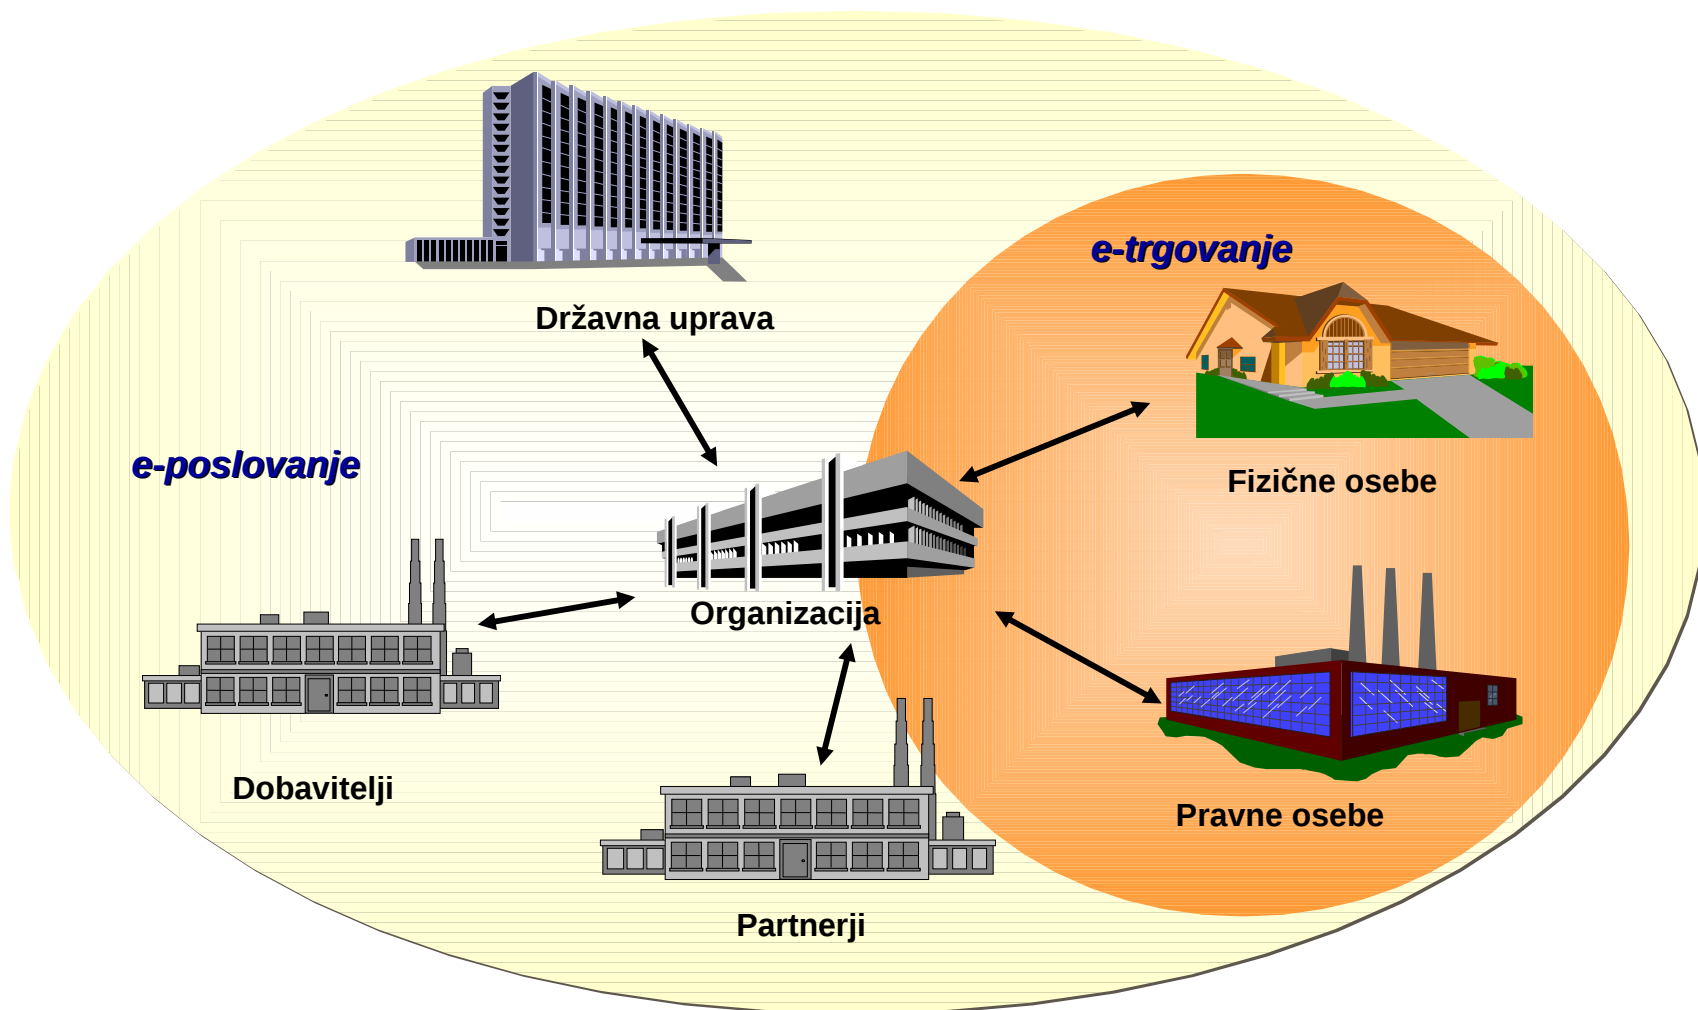 e-trgovanje
Državna uprava
e-poslovanje
Fizične osebe
Organizacija
Dobavitelji
Pravne osebe
Partnerji